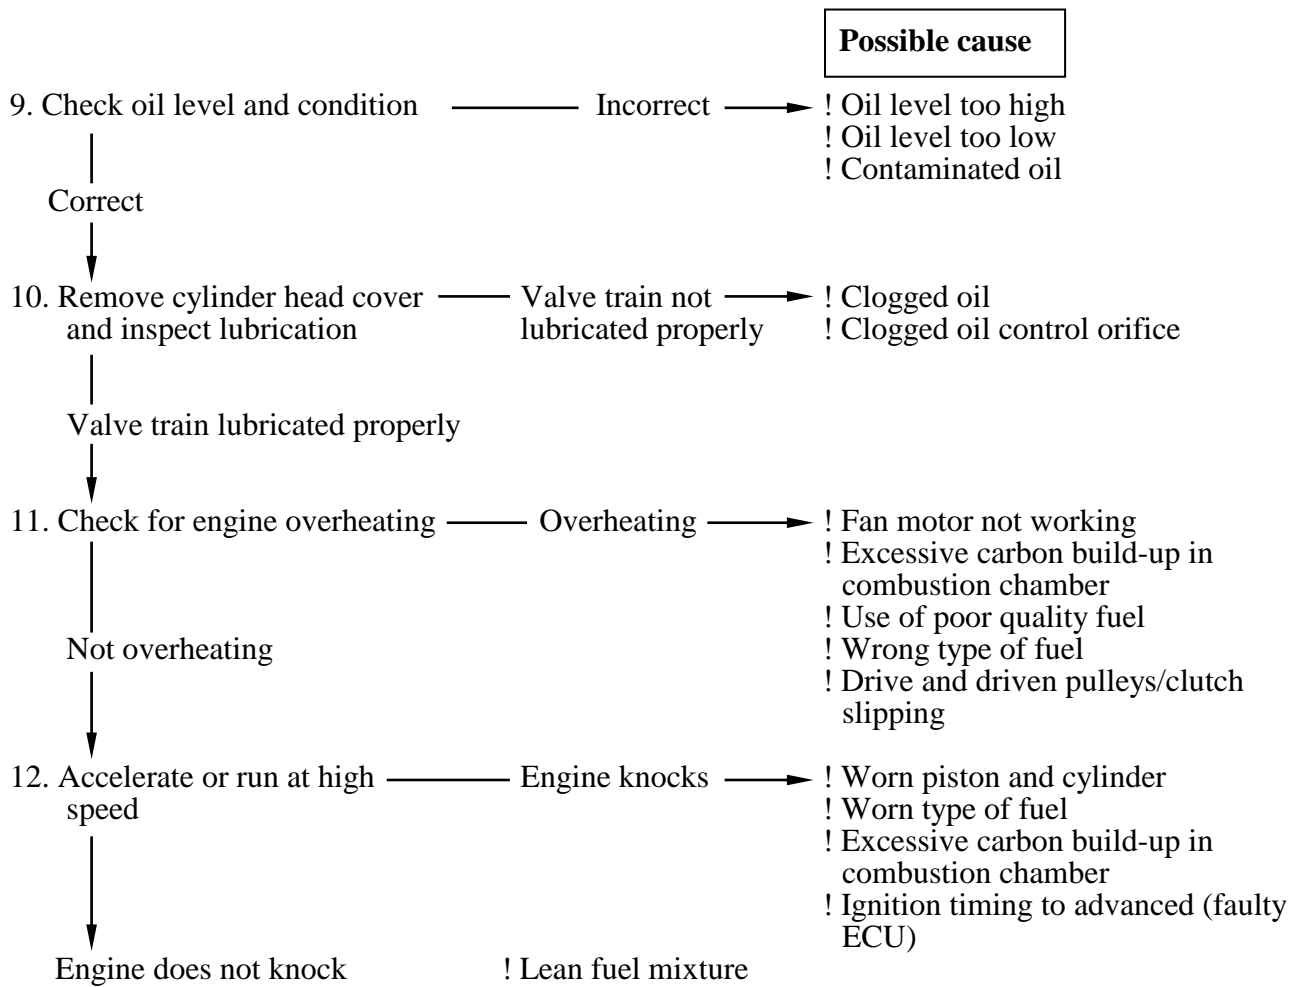 Possible cause
9. Check oil level and condition
Incorrect
! Oil level too high
! Oil level too low
! Contaminated oil
Correct
10. Remove cylinder head cover
and inspect lubrication
Valve train not
lubricated properly
! Clogged oil
! Clogged oil control orifice
Valve train lubricated properly
11. Check for engine overheating
Overheating
! Fan motor not working
! Excessive carbon build-up in
combustion chamber
! Use of poor quality fuel
! Wrong type of fuel
! Drive and driven pulleys/clutch
slipping
Not overheating
12. Accelerate or run at high
speed
Engine knocks
! Worn piston and cylinder
! Worn type of fuel
! Excessive carbon build-up in
combustion chamber
! Ignition timing to advanced (faulty
ECU)
Engine does not knock
! Lean fuel mixture